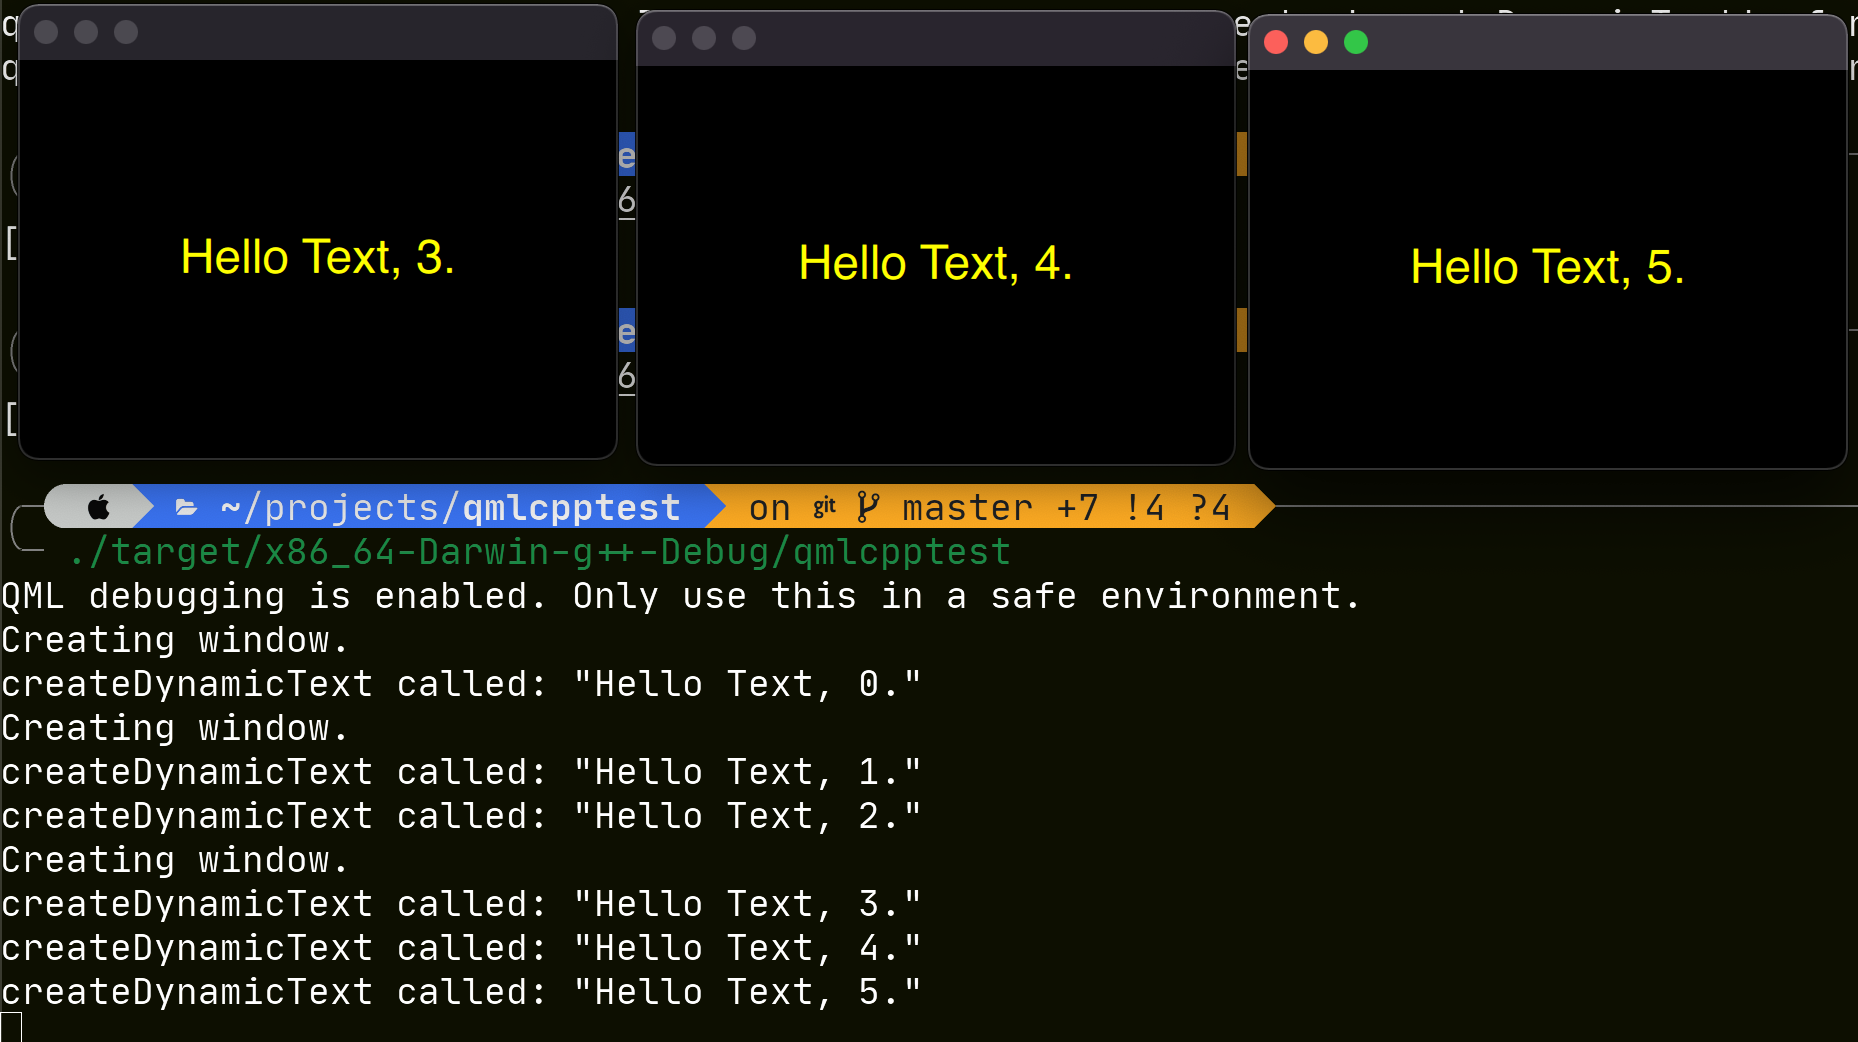 Hello Text, 3.
Hello Text, 4.
Hello Text, 5.
~/projects/qmlcpptest on git master +7 !4 ?4
./target/x86_64-Darwin-g++-Debug/qmlcpptest
QML debugging is enabled. Only use this in a safe environment.
Creating window.
createDynamicText called: "Hello Text, 0."
Creating window.
createDynamicText called: "Hello Text, 1."
createDynamicText called: "Hello Text, 2."
Creating window.
createDynamicText called: "Hello Text, 3."
createDynamicText called: "Hello Text, 4."
createDynamicText called: "Hello Text, 5."